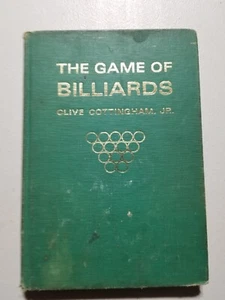 THE GAME OF
BILLIARDS
CLIVE COTTINGHAM, JR.